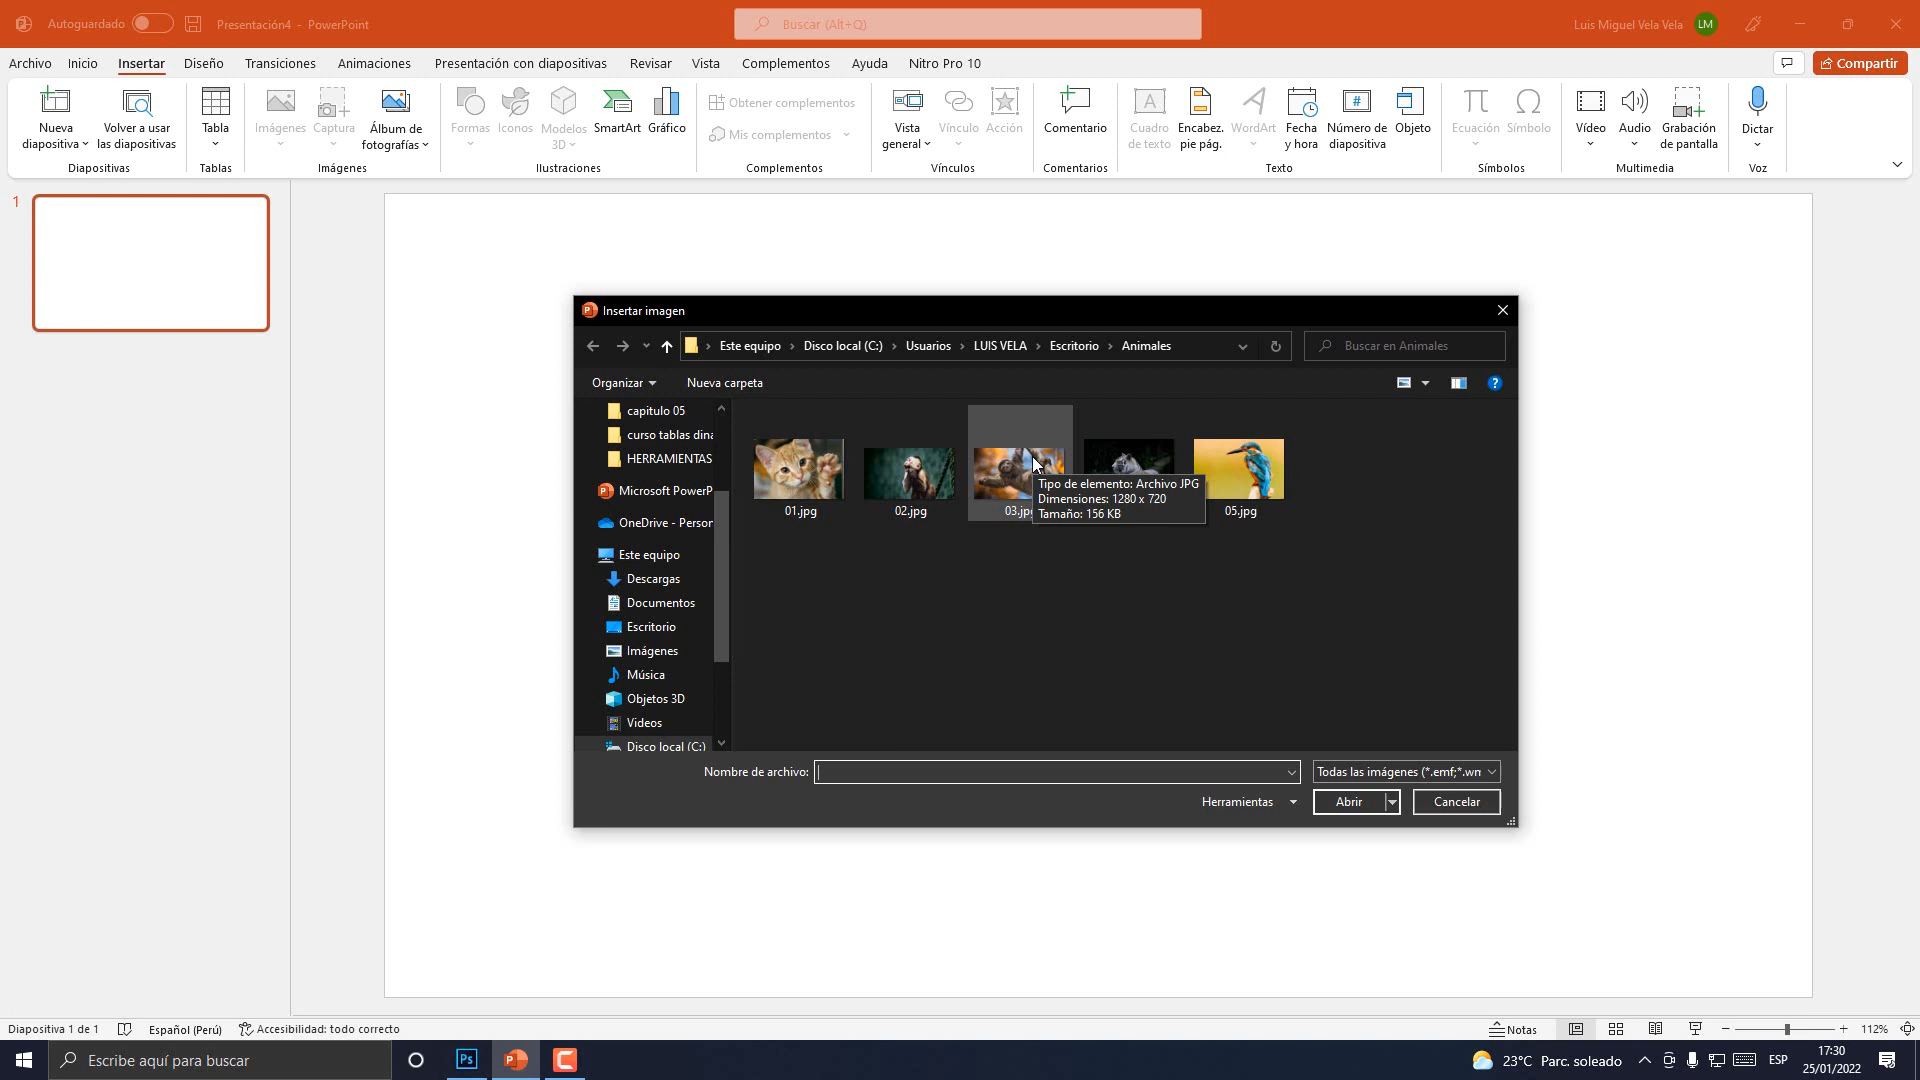 Autoguardado
Presentación4 - PowerPoint
Buscar (Alt+Q)
Luis Miguel Vela Vela
LM
Archivo
Inicio
Insertar
Diseño
Transiciones
Animaciones
Presentación con diapositivas
Revisar
Vista
Complementos
Ayuda
Nitro Pro 10
Compartir
Nueva
diapositiva
Volver a usar
las diapositivas
Tabla
Imágenes
Captura
Álbum de
fotografías
Formas
Iconos
Modelos
3D
SmartArt
Gráfico
Obtener complementos
Mis complementos
Vista
general
Vínculo
Acción
Comentario
Cuadro
de texto
Encabez.
pie pág.
WordArt
Fecha
y hora
Número de
diapositiva
Objeto
Ecuación
Símbolo
Vídeo
Audio
Grabación
de pantalla
Dictar
Diapositivas
Tablas
Imágenes
Ilustraciones
Complementos
Vínculos
Comentarios
Texto
Símbolos
Multimedia
Voz
1
Insertar imagen
Este equipo
Disco local (C:)
Usuarios
LUIS VELA
Escritorio
Animales
Buscar en Animales
Organizar
Nueva carpeta
capitulo 05
curso tablas dina
HERRAMIENTAS
Microsoft PowerP
OneDrive - Person
Este equipo
Descargas
Documentos
Escritorio
Imágenes
Música
Objetos 3D
Videos
Disco local (C:)
01.jpg
02.jpg
03.jpg
05.jpg
Tipo de elemento: Archivo JPG
Dimensiones: 1280 x 720
Tamaño: 156 KB
Nombre de archivo:
Todas las imágenes (*.emf;*.wm
Herramientas
Abrir
Cancelar
Diapositiva 1 de 1
Español (Perú)
Accesibilidad: todo correcto
Notas
112%
Escribe aquí para buscar
Ps
23°C Parc. soleado
ESP
17:30
25/01/2022